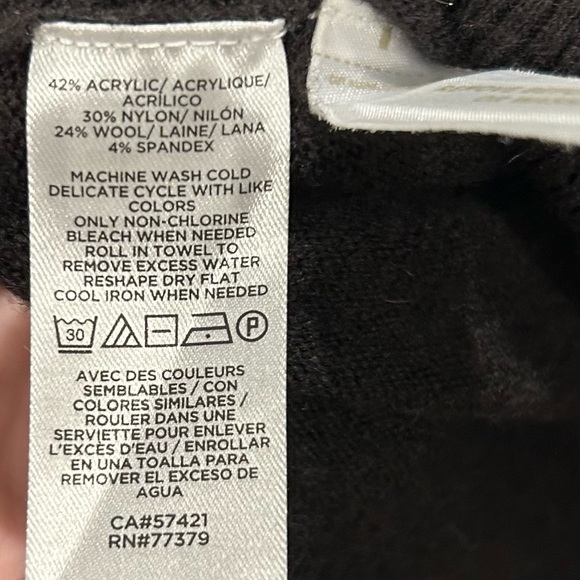 42% ACRYLIC/ ACRYLIQUE/
ACRÍLICO
30% NYLON/ NILÓN
24% WOOL/ LAINE/ LANA
4% SPANDEX
MACHINE WASH COLD
DELICATE CYCLE WITH LIKE
COLORS
ONLY NON-CHLORINE
BLEACH WHEN NEEDED
ROLL IN TOWEL TO
REMOVE EXCESS WATER
RESHAPE DRY FLAT
COOL IRON WHEN NEEDED
30 P
AVEC DES COULEURS
SEMBLABLES / CON
COLORES SIMILARES /
ROULER DANS UNE
SERVIETTE POUR ENLEVER
L'EXCÈS D'EAU / ENROLLAR
EN UNA TOALLA PARA
REMOVER EL EXCESO DE
AGUA
CA#57421
RN#77379